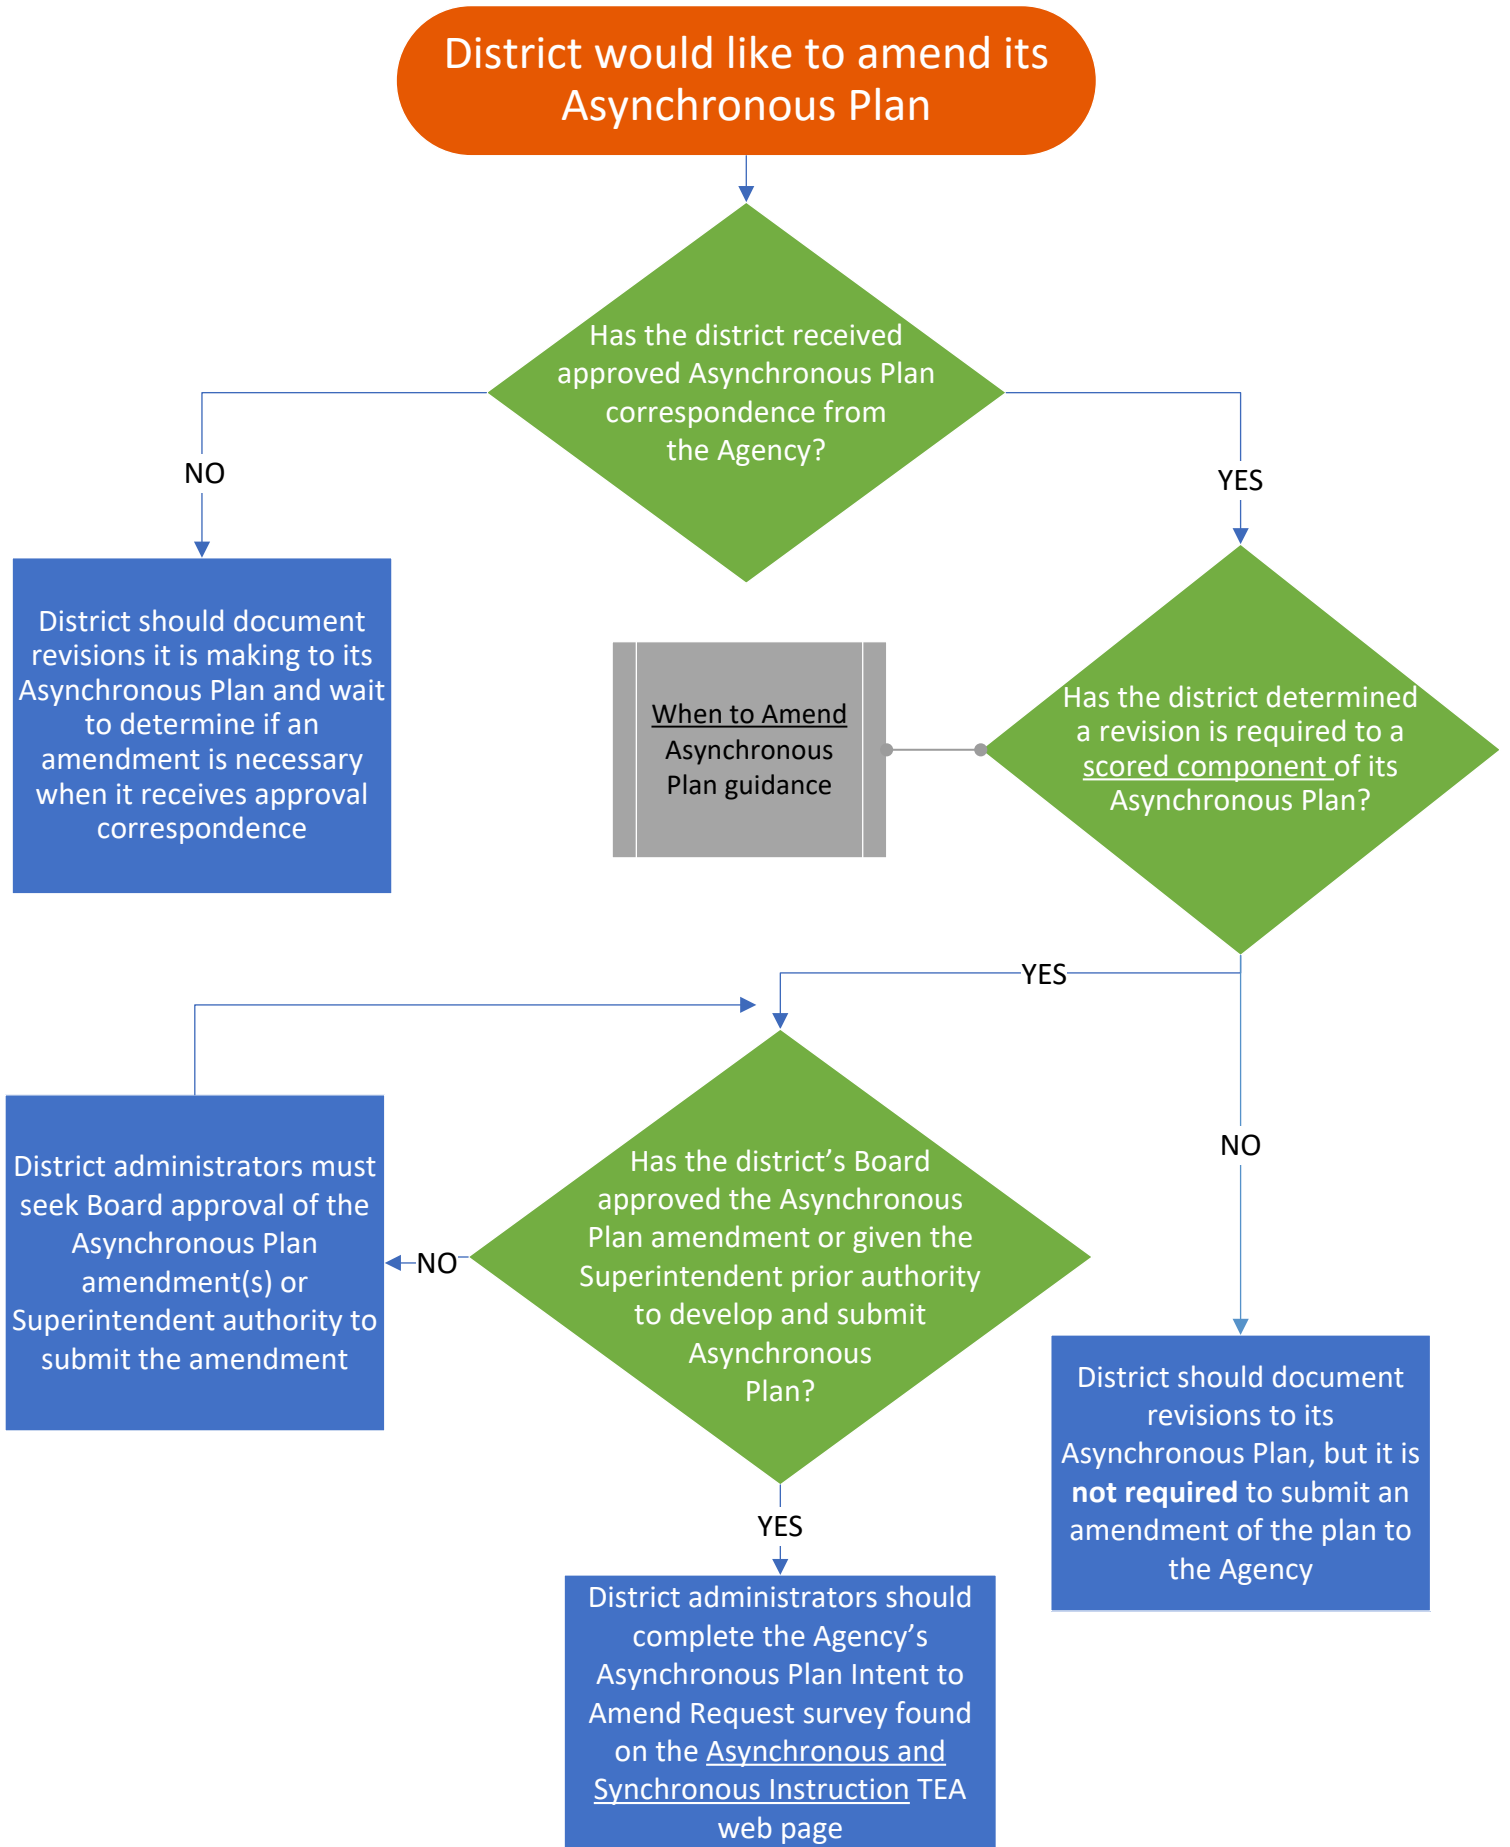 District would like to amend its
Asynchronous Plan
Has the district received
approved Asynchronous Plan
correspondence from
the Agency?
NO
YES
District should document
revisions it is making to its
Asynchronous Plan and wait
to determine if an
amendment is necessary
when it receives approval
correspondence
When to Amend
Asynchronous
Plan guidance
Has the district determined
a revision is required to a
scored component of its
Asynchronous Plan?
YES
NO
District administrators must
seek Board approval of the
Asynchronous Plan
amendment(s) or
Superintendent authority to
submit the amendment
NO
Has the district’s Board
approved the Asynchronous
Plan amendment or given the
Superintendent prior authority
to develop and submit
Asynchronous
Plan?
District should document
revisions to its
Asynchronous Plan, but it is
not required to submit an
amendment of the plan to
the Agency
YES
District administrators should
complete the Agency’s
Asynchronous Plan Intent to
Amend Request survey found
on the Asynchronous and
Synchronous Instruction TEA
web page